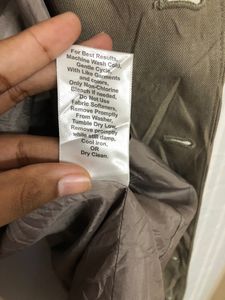 For Best Results,
Machine Wash Cold,
Gentle Cycle,
With Like Garments
and colors,
Only Non-Chlorine
Bleach if needed,
Do Not Use
Fabric Softeners.
Remove Promptly
From Washer.
Tumble Dry Low.
Remove promptly
while still damp.
Cool iron,
OR
Dry Clean.